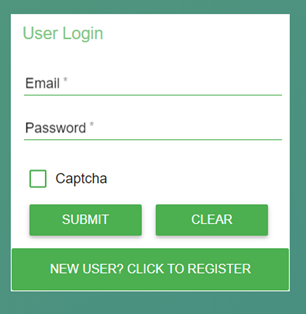 User Login
Email *
Password *
Captcha
SUBMIT CLEAR
NEW USER? CLICK TO REGISTER